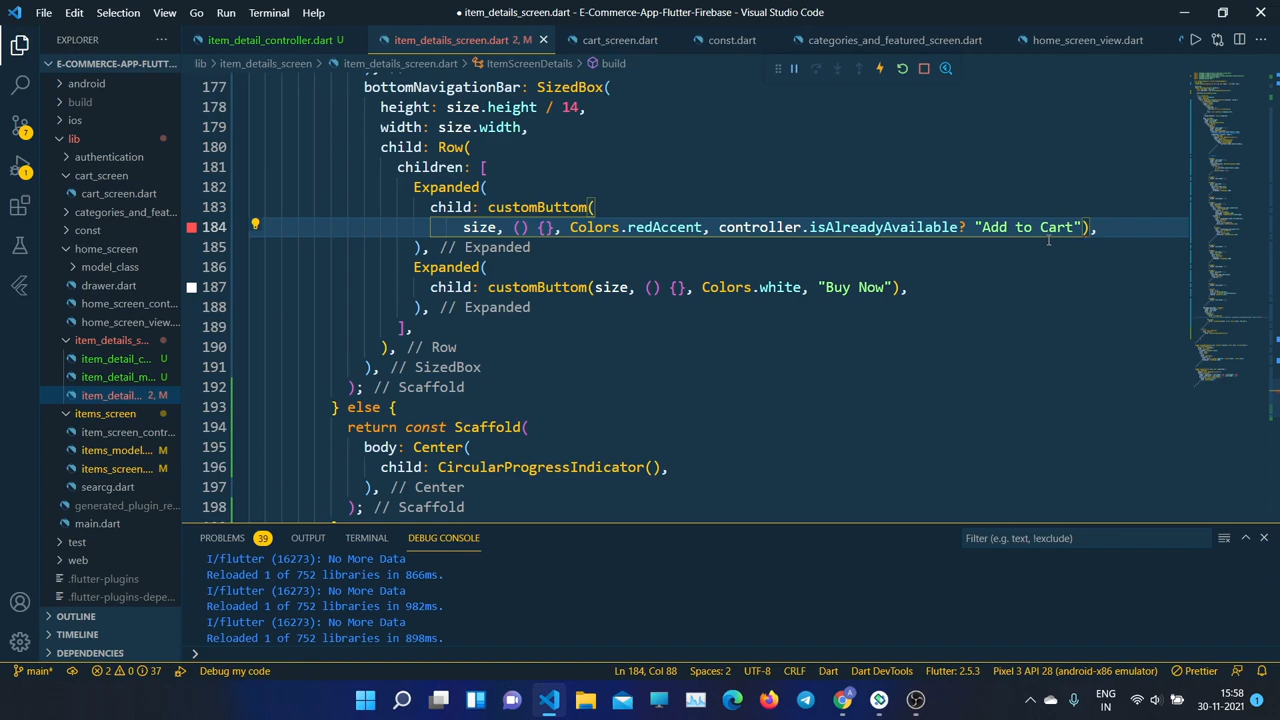 File Edit Selection View Go Run Terminal Help
● item_details_screen.dart - E-Commerce-App-Flutter-Firebase - Visual Studio Code
EXPLORER
item_detail_controller.dart U
item_details_screen.dart 2, M
cart_screen.dart
const.dart
categories_and_featured_screen.dart
home_screen_view.dart
lib > item_details_screen > item_details_screen.dart > ItemScreenDetails > build
E-COMMERCE-APP-FLUTT...
android
build
ios
lib
authentication
cart_screen
cart_screen.dart
categories_and_feat...
const
home_screen
model_class
drawer.dart
home_screen_cont...
home_screen_view...
item_details_s...
item_detail_c... U
item_detail_m... U
item_detail... 2, M
items_screen
item_screen_contr...
items_model.... M
items_screen.... M
searcg.dart
generated_plugin_re...
main.dart
test
web
.flutter-plugins
.flutter-plugins-depe...
OUTLINE
TIMELINE
DEPENDENCIES
177 bottomNavigationBar: SizedBox(
178 height: size.height / 14,
179 width: size.width,
180 child: Row(
181 children: [
182 Expanded(
183 child: customButtom(
184 size, () {}, Colors.redAccent, controller.isAlreadyAvailable? "Add to Cart"),
185 ), // Expanded
186 Expanded(
187 child: customButtom(size, () {}, Colors.white, "Buy Now"),
188 ), // Expanded
189 ],
190 ), // Row
191 ), // SizedBox
192 ); // Scaffold
193 } else {
194 return const Scaffold(
195 body: Center(
196 child: CircularProgressIndicator(),
197 ), // Center
198 ); // Scaffold
PROBLEMS 39 OUTPUT TERMINAL DEBUG CONSOLE
Filter (e.g. text, !exclude)
I/flutter (16273): No More Data
Reloaded 1 of 752 libraries in 866ms.
I/flutter (16273): No More Data
Reloaded 1 of 752 libraries in 982ms.
I/flutter (16273): No More Data
Reloaded 1 of 752 libraries in 898ms.
main* 2 0 37 Debug my code Ln 184, Col 88 Spaces: 2 UTF-8 CRLF Dart Dart DevTools Flutter: 2.5.3 Pixel 3 API 28 (android-x86 emulator) Prettier
ENG
IN
15:58
30-11-2021